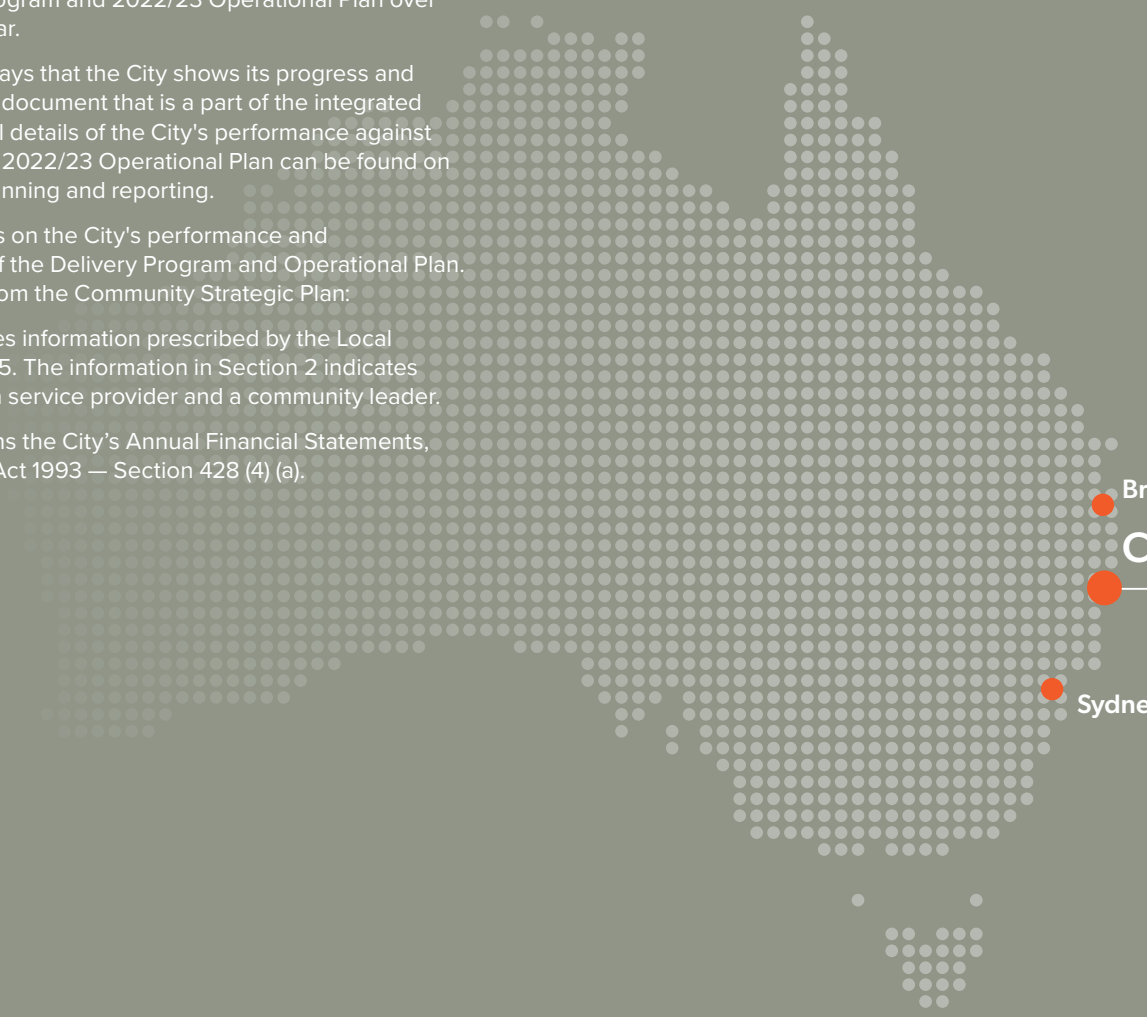 ogram and 2022/23 Operational Plan over
ar.
ays that the City shows its progress and
document that is a part of the integrated
l details of the City's performance against
2022/23 Operational Plan can be found on
nning and reporting.
s on the City's performance and
f the Delivery Program and Operational Plan.
om the Community Strategic Plan:
es information prescribed by the Local
5. The information in Section 2 indicates
a service provider and a community leader.
ns the City’s Annual Financial Statements,
Act 1993 — Section 428 (4) (a).
Br
C
Sydne